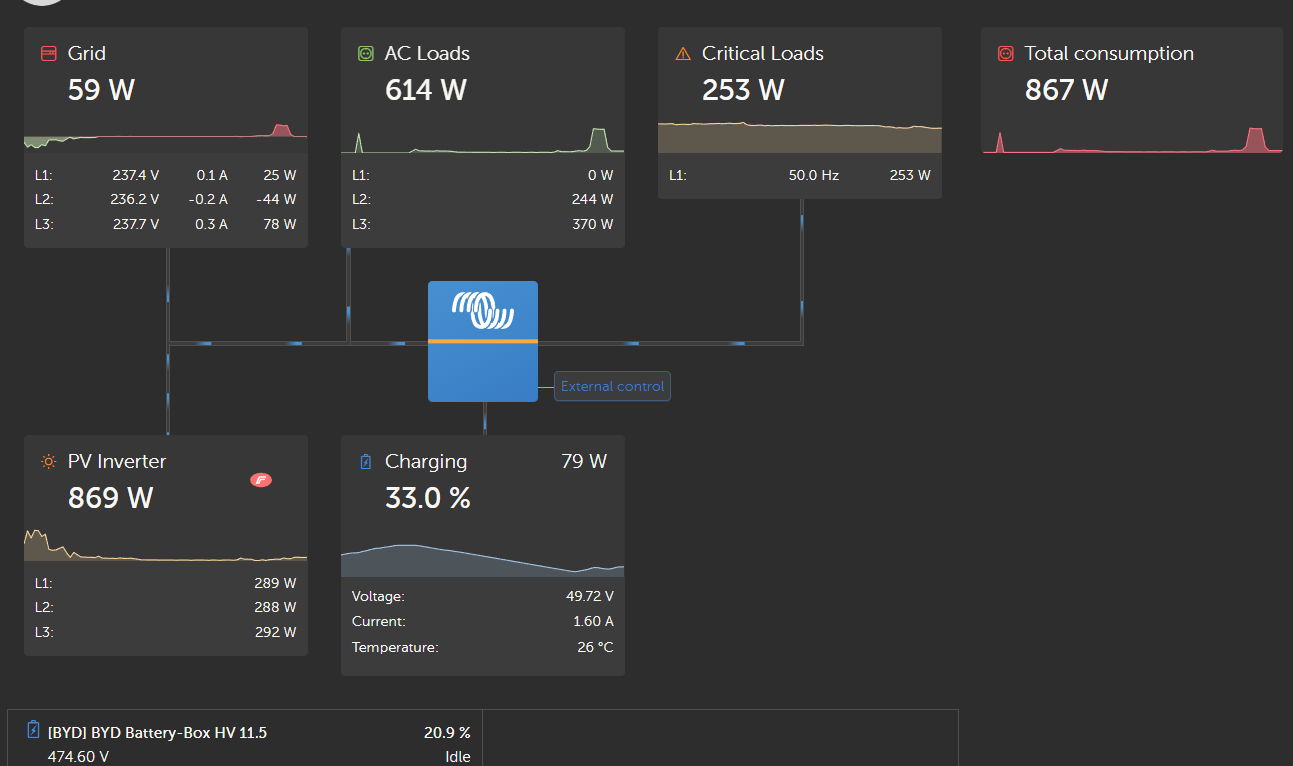 Grid
59 W
L1: 237.4 V 0.1 A 25 W
L2: 236.2 V -0.2 A -44 W
L3: 237.7 V 0.3 A 78 W
AC Loads
614 W
L1: 0 W
L2: 244 W
L3: 370 W
Critical Loads
253 W
L1: 50.0 Hz 253 W
Total consumption
867 W
External control
PV Inverter
869 W
L1: 289 W
L2: 288 W
L3: 292 W
Charging 79 W
33.0 %
Voltage: 49.72 V
Current: 1.60 A
Temperature: 26 °C
[BYD] BYD Battery-Box HV 11.5 20.9 %
474.60 V Idle